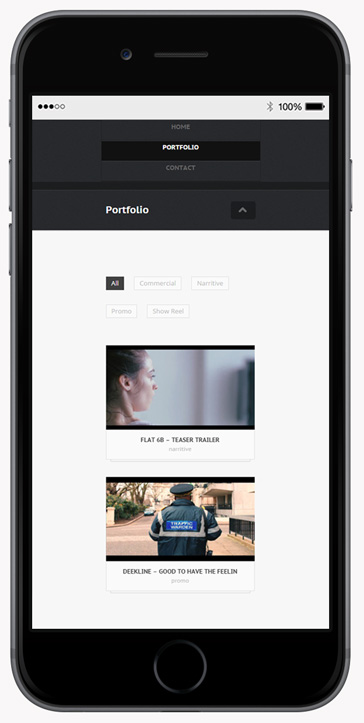 100%
HOME
PORTFOLIO
CONTACT
Portfolio
All Commercial Narritive
Promo Show Reel
FLAT 6B – TEASER TRAILER
narritive
TRAFFIC
WARDEN
DEEKLINE – GOOD TO HAVE THE FEELIN
promo